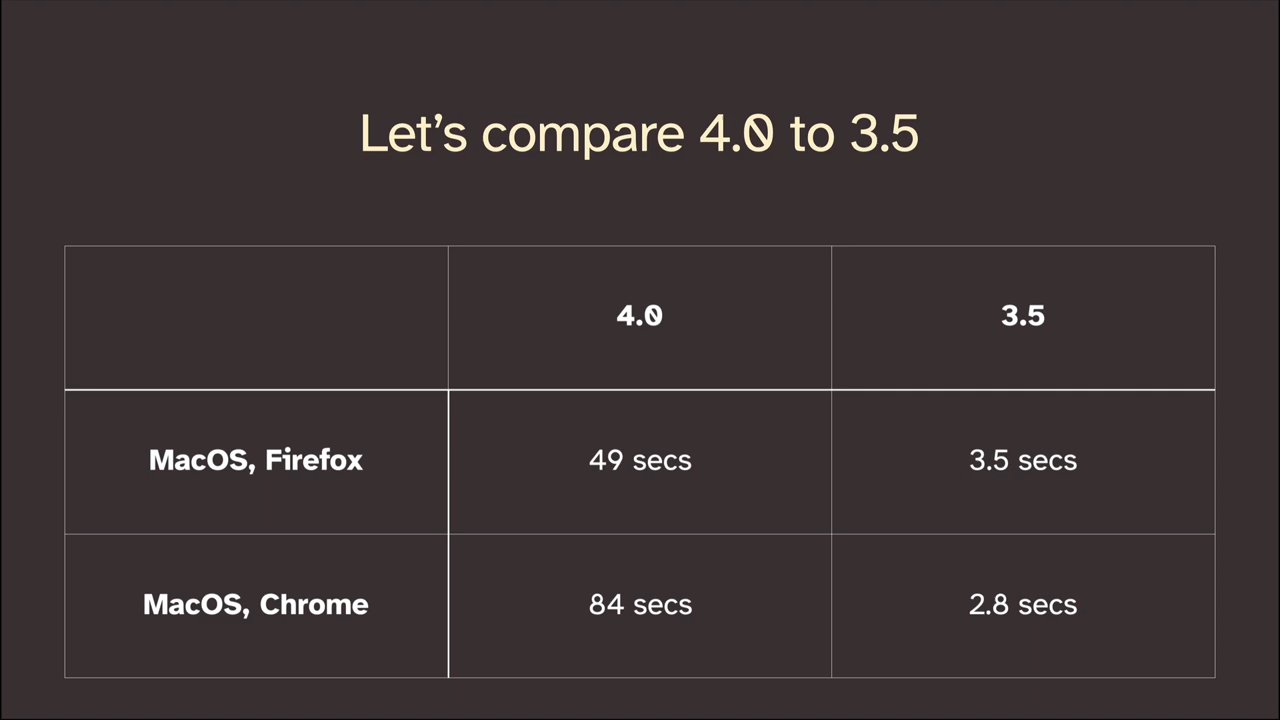 Let’s compare 4.0 to 3.5
4.0 3.5
MacOS, Firefox 49 secs 3.5 secs
MacOS, Chrome 84 secs 2.8 secs